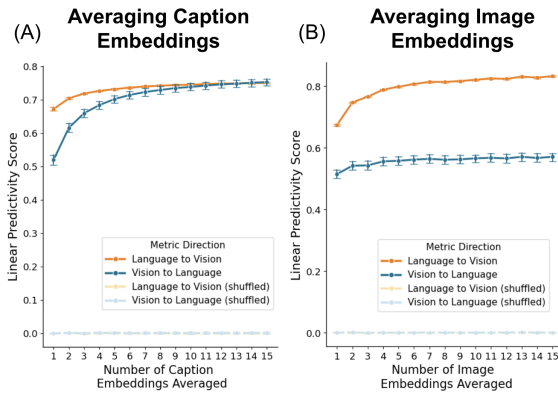 (A)
Averaging Caption
Embeddings
Linear Predictivity Score
0.8
0.7
0.6
0.5
0.4
0.3
0.2
0.1
0.0
Metric Direction
Language to Vision
Vision to Language
Language to Vision (shuffled)
Vision to Language (shuffled)
1 2 3 4 5 6 7 8 9 10 11 12 13 14 15
Number of Caption
Embeddings Averaged
(B)
Averaging Image
Embeddings
Linear Predictivity Score
0.8
0.6
0.4
0.2
0.0
Metric Direction
Language to Vision
Vision to Language
Language to Vision (shuffled)
Vision to Language (shuffled)
1 2 3 4 5 6 7 8 9 10 11 12 13 14 15
Number of Image
Embeddings Averaged